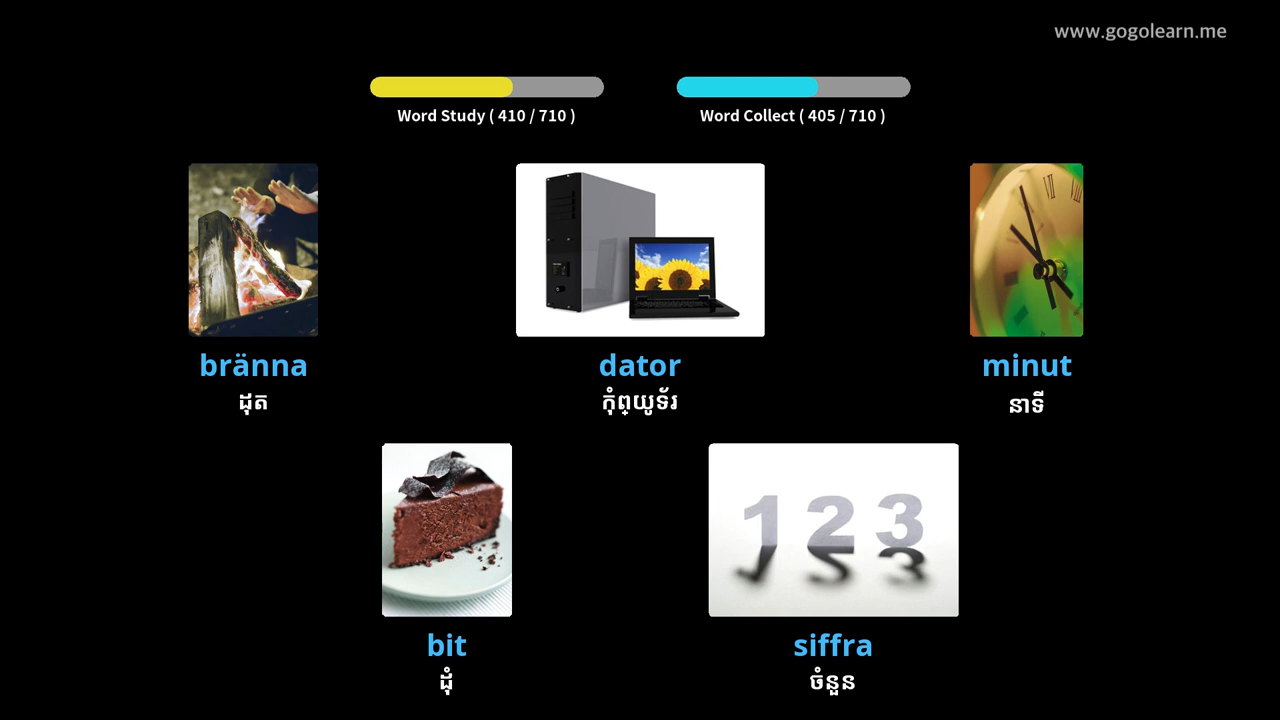 www.gogolearn.me
Word Study ( 410 / 710 )
Word Collect ( 405 / 710 )
bränna
ដុត
dator
កុំព្យូទ័រ
minut
នាទី
bit
ដុំ
siffra
ចំនួន